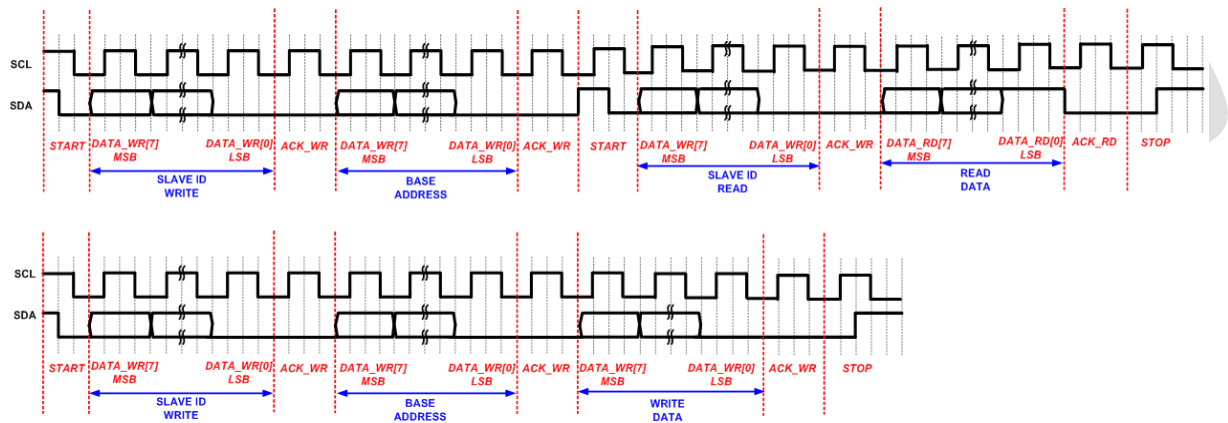 SCL
SDA
START DATA_WR[7] DATA_WR[0] ACK_WR DATA_WR[7] DATA_WR[0] ACK_WR START DATA_WR[7] DATA_WR[0] ACK_WR DATA_RD[7] DATA_RD[0] ACK_RD STOP
MSB LSB MSB LSB MSB LSB MSB LSB
SLAVE ID BASE SLAVE ID READ
WRITE ADDRESS READ DATA
SCL
SDA
START DATA_WR[7] DATA_WR[0] ACK_WR DATA_WR[7] DATA_WR[0] ACK_WR DATA_WR[7] DATA_WR[0] ACK_WR STOP
MSB LSB MSB LSB MSB LSB
SLAVE ID BASE WRITE
WRITE ADDRESS DATA